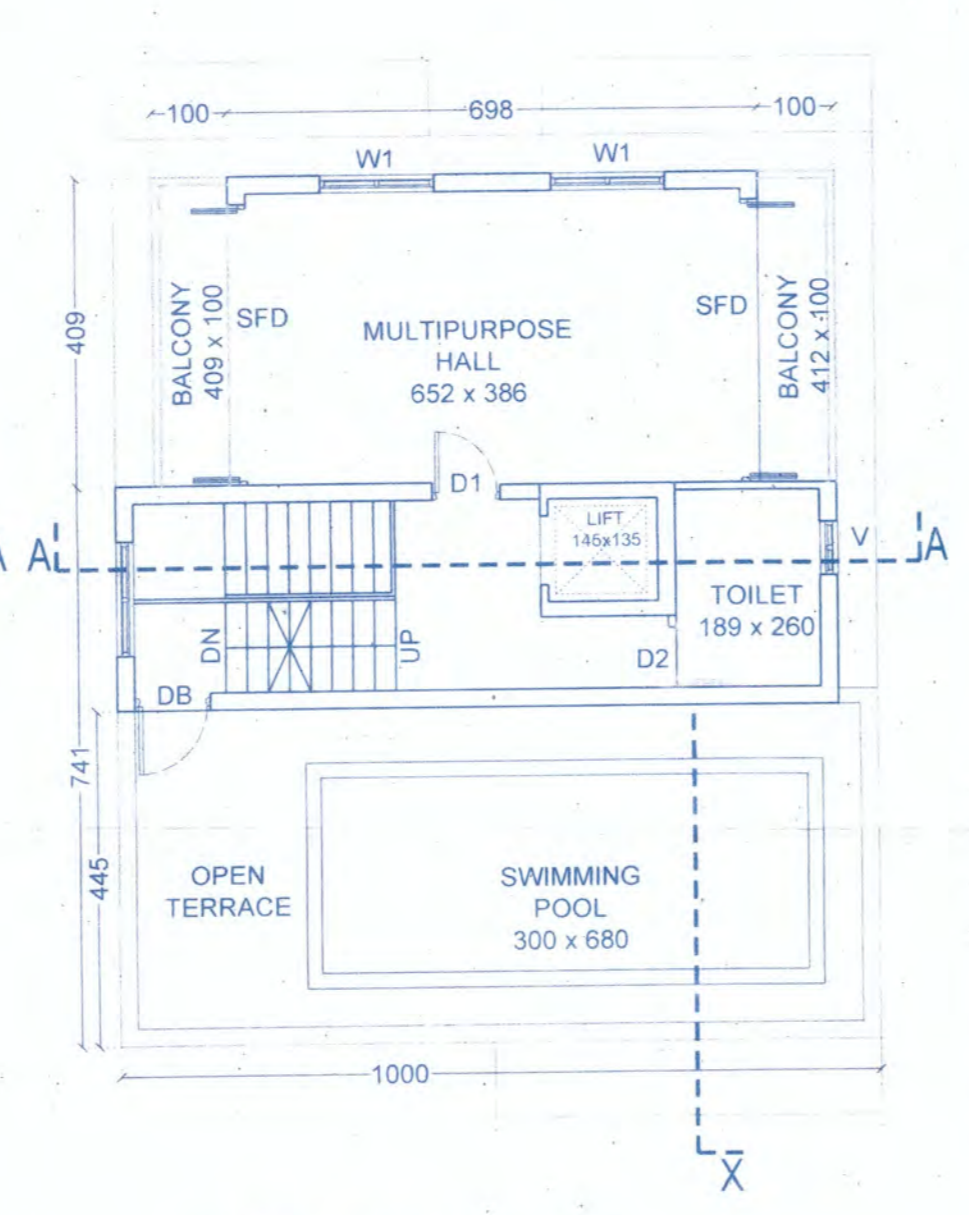 100
698
100
W1
W1
409
BALCONY
409 x 100
SFD
MULTIPURPOSE
HALL
652 x 386
SFD
BALCONY
412 x 100
D1
LIFT
145x135
V
A
A
TOILET
189 x 260
DN
UP
D2
DB
741
445
OPEN
TERRACE
SWIMMING
POOL
300 x 680
1000
X